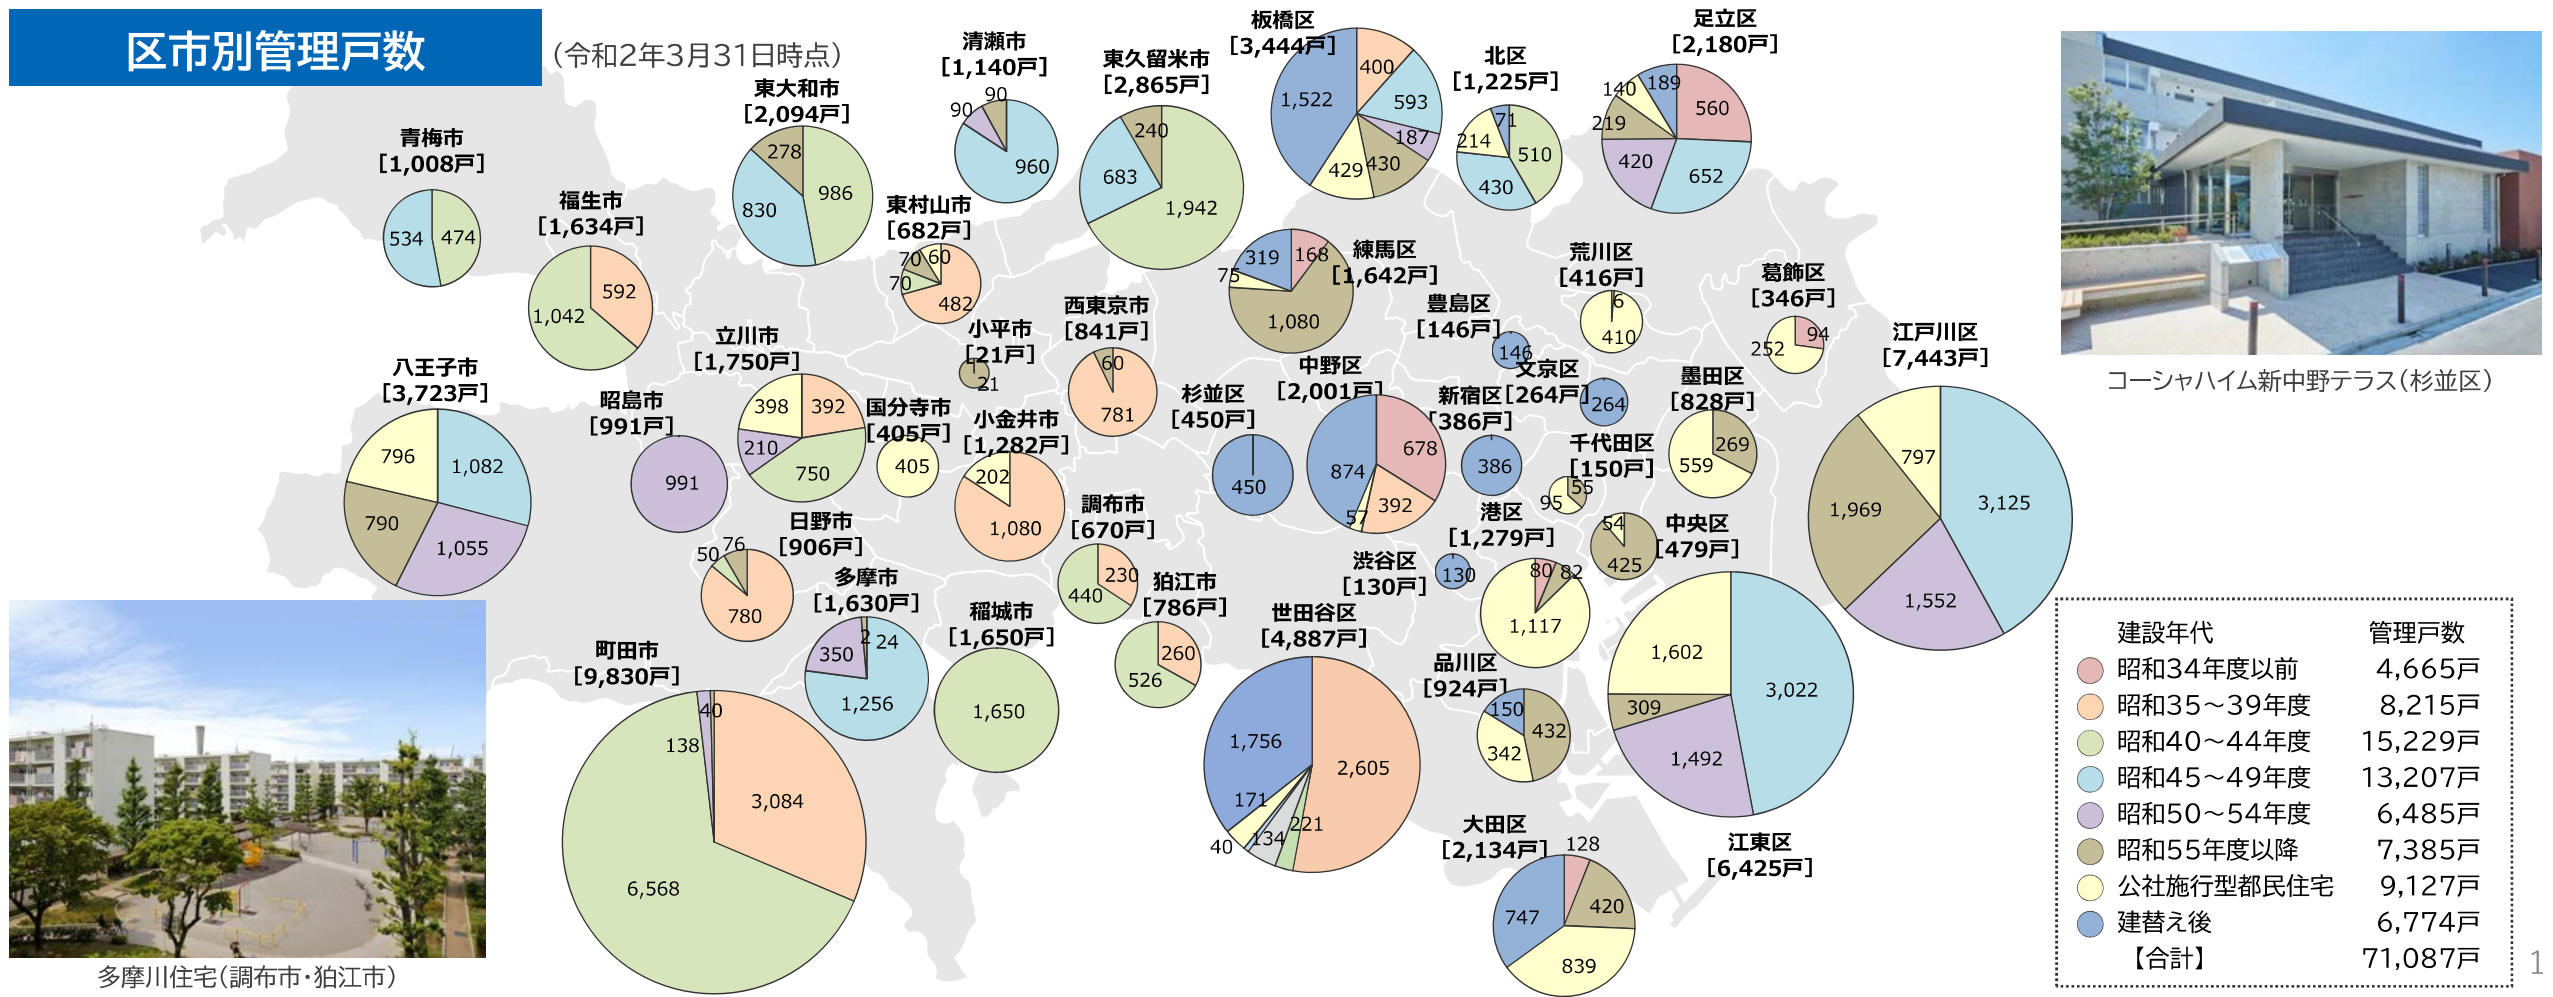 区市別管理戸数
（令和2年3月31日時点）
青梅市
[1,008戸]
534
474
福生市
[1,634戸]
592
1,042
東大和市
[2,094戸]
278
986
830
清瀬市
[1,140戸]
90
90
960
東久留米市
[2,865戸]
240
683
1,942
東村山市
[682戸]
70
60
70
482
板橋区
[3,444戸]
400
1,522
593
187
430
429
北区
[1,225戸]
71
214
510
430
足立区
[2,180戸]
189
140
560
219
420
652
練馬区
[1,642戸]
319
168
75
1,080
荒川区
[416戸]
6
410
葛飾区
[346戸]
94
252
豊島区
[146戸]
146
江戸川区
[7,443戸]
797
3,125
1,969
1,552
八王子市
[3,723戸]
796
1,082
790
1,055
昭島市
[991戸]
991
立川市
[1,750戸]
398
392
210
750
国分寺市
[405戸]
405
小平市
[21戸]
21
西東京市
[841戸]
60
781
小金井市
[1,282戸]
202
1,080
杉並区
[450戸]
450
中野区
[2,001戸]
678
874
392
57
新宿区
[386戸]
386
文京区
[264戸]
264
墨田区
[828戸]
269
559
千代田区
[150戸]
55
95
中央区
[479戸]
54
425
港区
[1,279戸]
80
82
1,117
渋谷区
[130戸]
130
日野市
[906戸]
50
76
780
多摩市
[1,630戸]
2
24
350
1,256
稲城市
[1,650戸]
1,650
調布市
[670戸]
230
440
狛江市
[786戸]
260
526
世田谷区
[4,887戸]
1,756
2,605
171
40
134
221
品川区
[924戸]
150
432
342
町田市
[9,830戸]
40
138
3,084
6,568
1,602
3,022
309
1,492
江東区
[6,425戸]
大田区
[2,134戸]
128
747
420
839
コーシャハイム新中野テラス（杉並区）
多摩川住宅（調布市・狛江市）
建設年代 管理戸数
昭和34年度以前 4,665戸
昭和35～39年度 8,215戸
昭和40～44年度 15,229戸
昭和45～49年度 13,207戸
昭和50～54年度 6,485戸
昭和55年度以降 7,385戸
公社施行型都民住宅 9,127戸
建替え後 6,774戸
【合計】 71,087戸
1